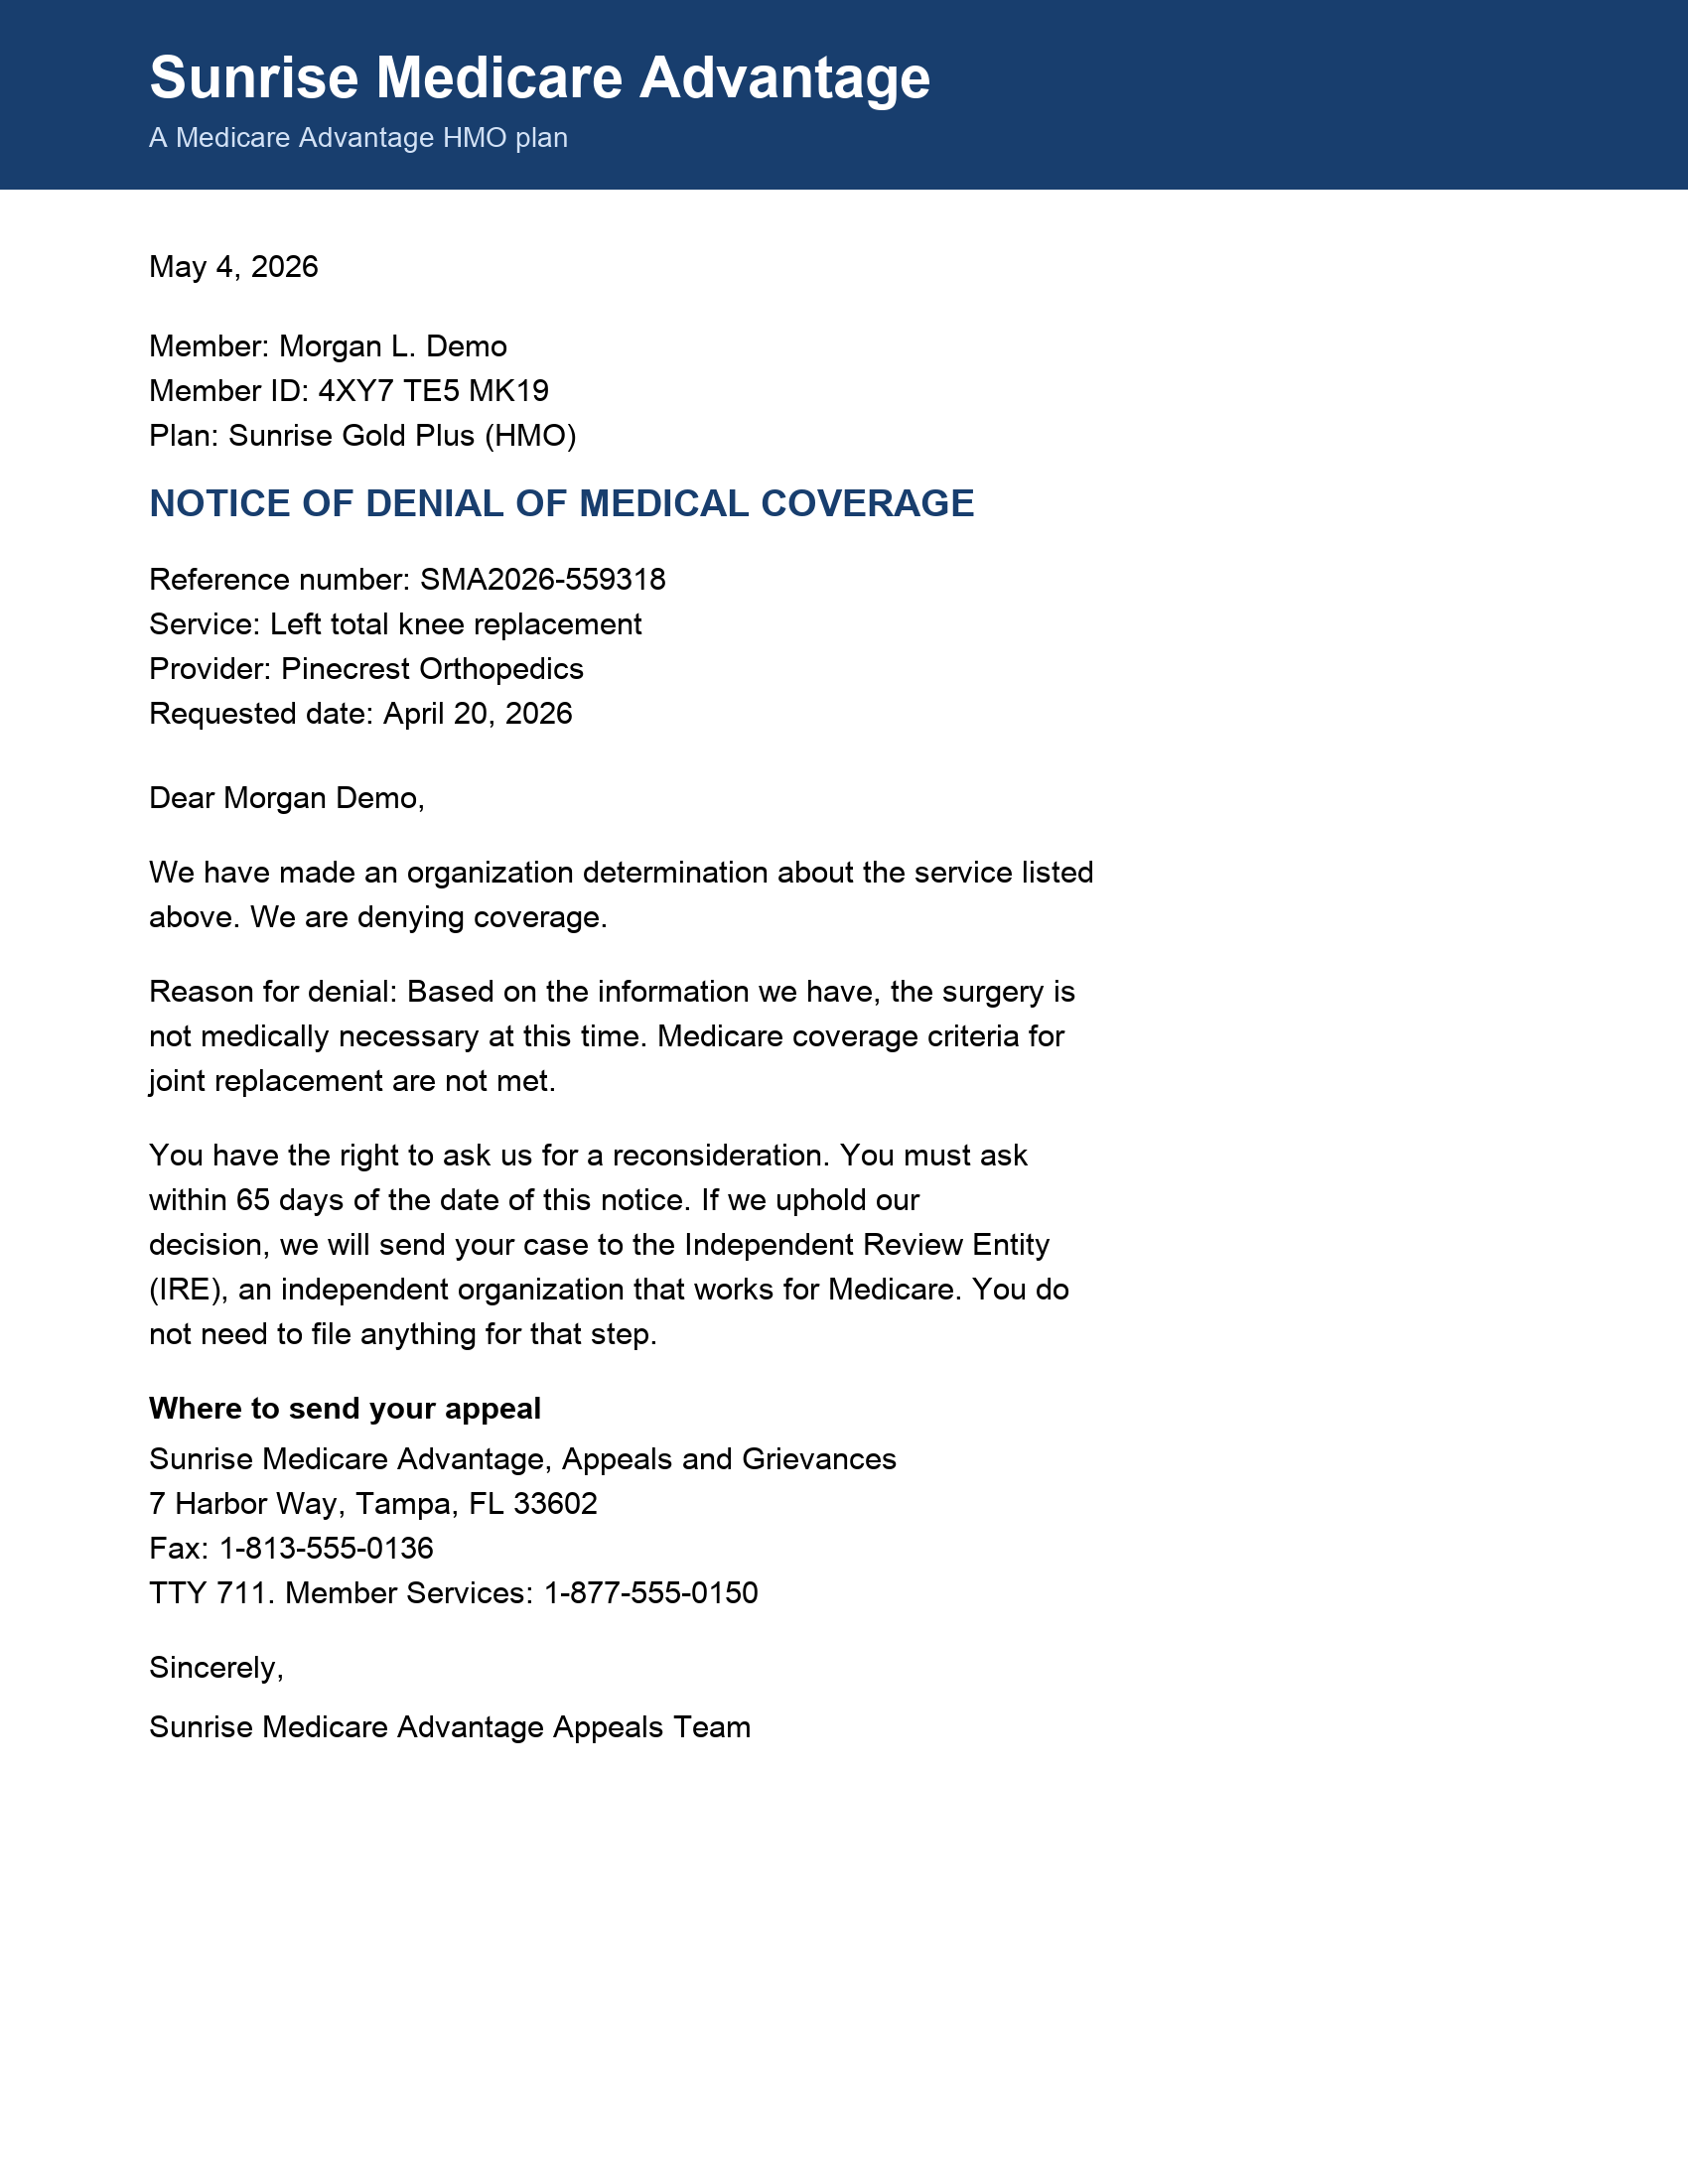 Sunrise Medicare Advantage
A Medicare Advantage HMO plan
May 4, 2026
Member: Morgan L. Demo
Member ID: 4XY7 TE5 MK19
Plan: Sunrise Gold Plus (HMO)
NOTICE OF DENIAL OF MEDICAL COVERAGE
Reference number: SMA2026-559318
Service: Left total knee replacement
Provider: Pinecrest Orthopedics
Requested date: April 20, 2026
Dear Morgan Demo,
We have made an organization determination about the service listed
above. We are denying coverage.
Reason for denial: Based on the information we have, the surgery is
not medically necessary at this time. Medicare coverage criteria for
joint replacement are not met.
You have the right to ask us for a reconsideration. You must ask
within 65 days of the date of this notice. If we uphold our
decision, we will send your case to the Independent Review Entity
(IRE), an independent organization that works for Medicare. You do
not need to file anything for that step.
Where to send your appeal
Sunrise Medicare Advantage, Appeals and Grievances
7 Harbor Way, Tampa, FL 33602
Fax: 1-813-555-0136
TTY 711. Member Services: 1-877-555-0150
Sincerely,
Sunrise Medicare Advantage Appeals Team